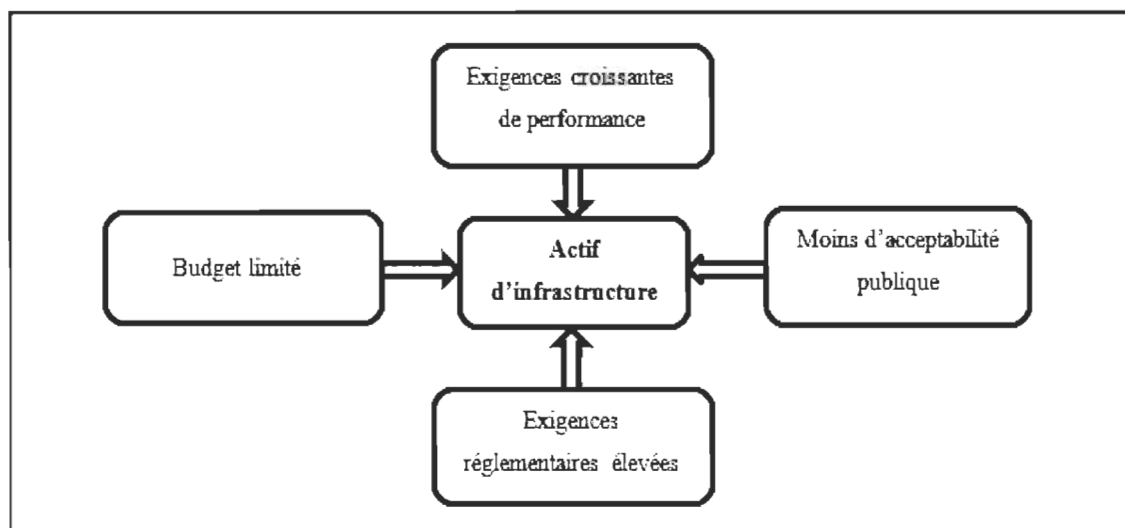 Exigences croissantes
de performance
Budget limité
Actif
d'infrastructure
Moins d'acceptabilité
publique
Exigences
réglementaires élevées